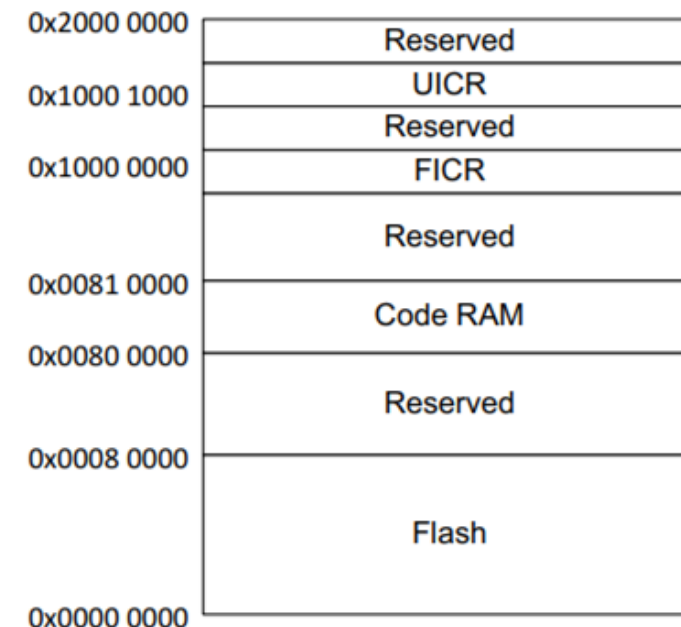 0x2000 0000
Reserved
UICR
0x1000 1000
Reserved
0x1000 0000
FICR
Reserved
0x0081 0000
Code RAM
0x0080 0000
Reserved
0x0008 0000
Flash
0x0000 0000